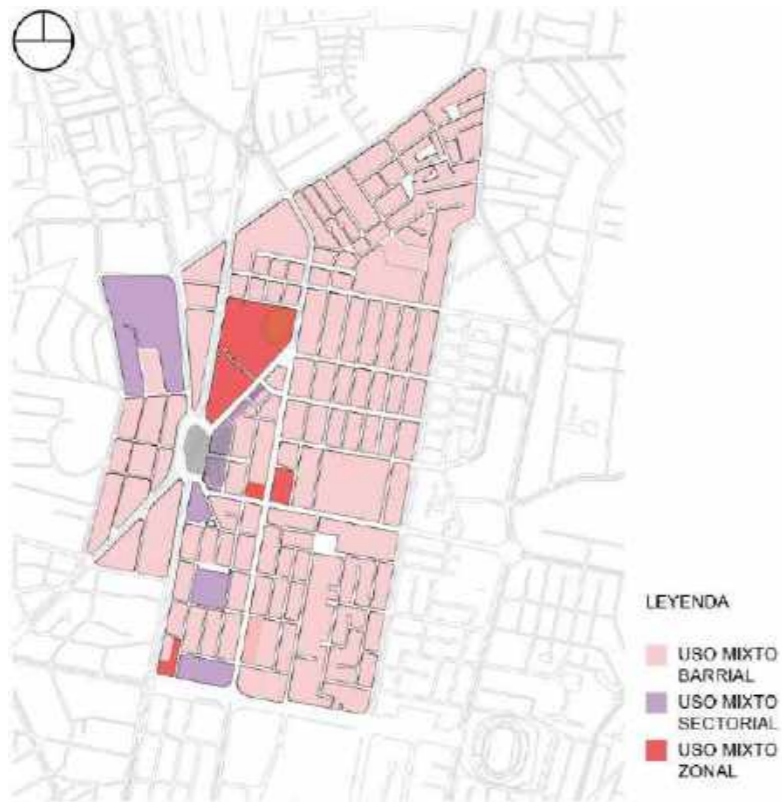 LEYENDA
USO MIXTO
BARRIAL
USO MIXTO
SECTORIAL
USO MIXTO
ZONAL